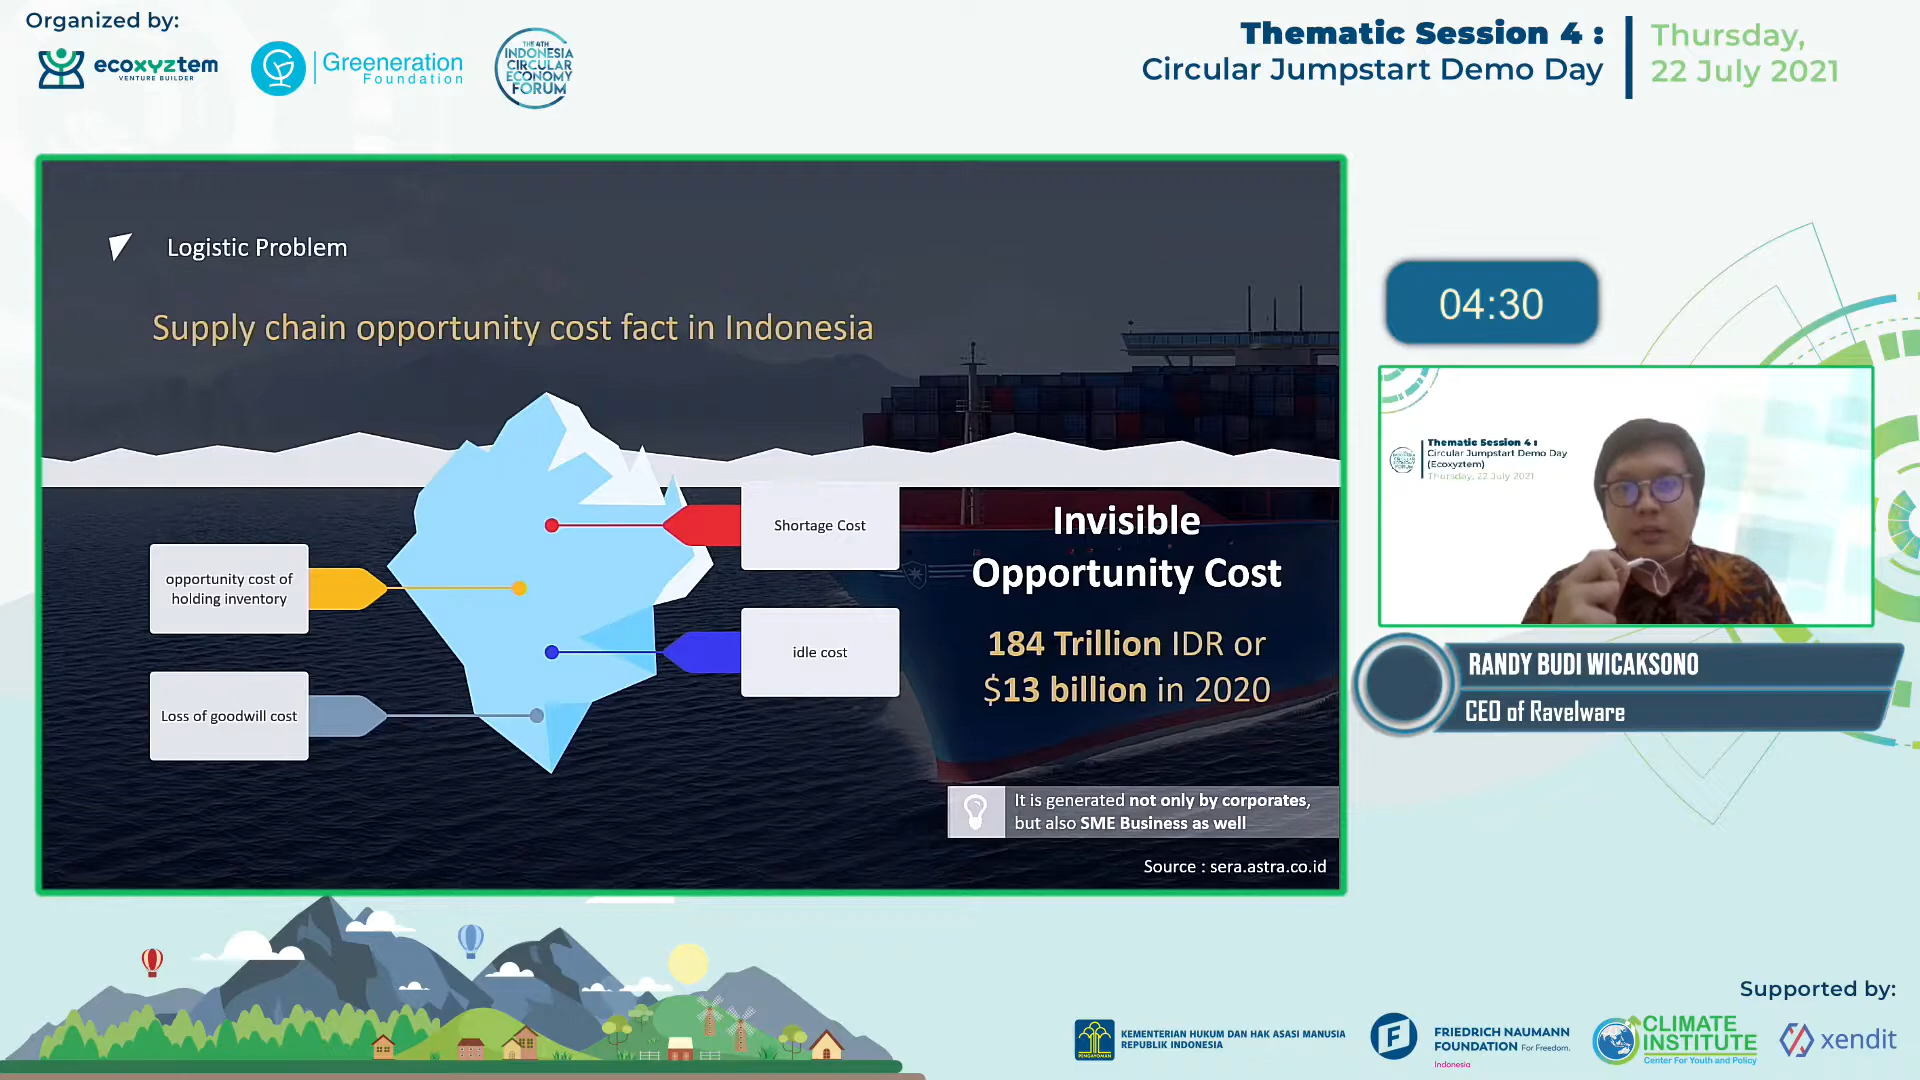 Organized by:
ecoxyztem
VENTURE BUILDER
Greeneration
Foundation
THE 4TH
INDONESIA
CIRCULAR
ECONOMY
FORUM
Thematic Session 4 :
Circular Jumpstart Demo Day
Thursday,
22 July 2021
Logistic Problem
Supply chain opportunity cost fact in Indonesia
Shortage Cost
opportunity cost of
holding inventory
idle cost
Loss of goodwill cost
Invisible
Opportunity Cost
184 Trillion IDR or
$13 billion in 2020
It is generated not only by corporates,
but also SME Business as well
Source : sera.astra.co.id
04:30
Thematic Session 4 :
Circular Jumpstart Demo Day
(Ecoxyztem)
Thursday, 22 July 2021
RANDY BUDI WICAKSONO
CEO of Ravelware
Supported by:
PENGAYOMAN
KEMENTERIAN HUKUM DAN HAK ASASI MANUSIA
REPUBLIK INDONESIA
FRIEDRICH NAUMANN
FOUNDATION For Freedom.
Indonesia
CLIMATE
INSTITUTE
Center For Youth and Policy
xendit